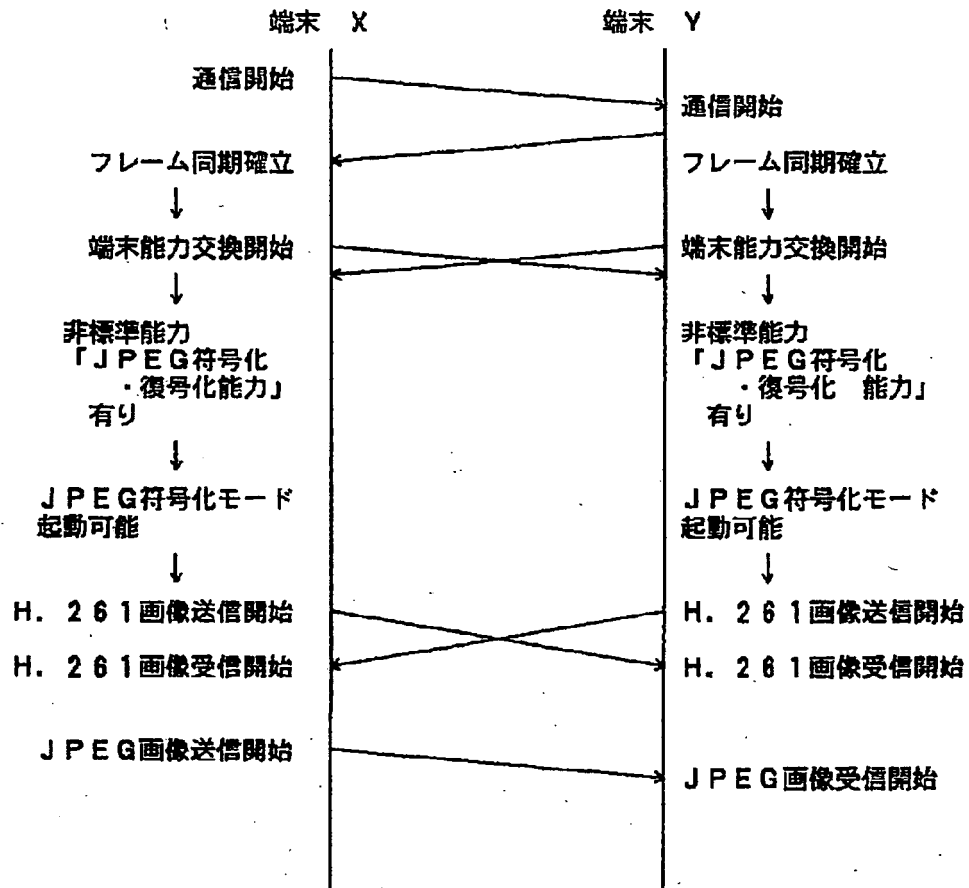 端末 X
端末 Y
通信開始
通信開始
フレーム同期確立
フレーム同期確立
↓
↓
端末能力交換開始
端末能力交換開始
↓
↓
非標準能力
「JPEG符号化
・復号化能力」
有り
非標準能力
「JPEG符号化
・復号化 能力」
有り
↓
↓
JPEG符号化モード
起動可能
JPEG符号化モード
起動可能
↓
↓
H. 261画像送信開始
H. 261画像送信開始
H. 261画像受信開始
H. 261画像受信開始
JPEG画像送信開始
JPEG画像受信開始